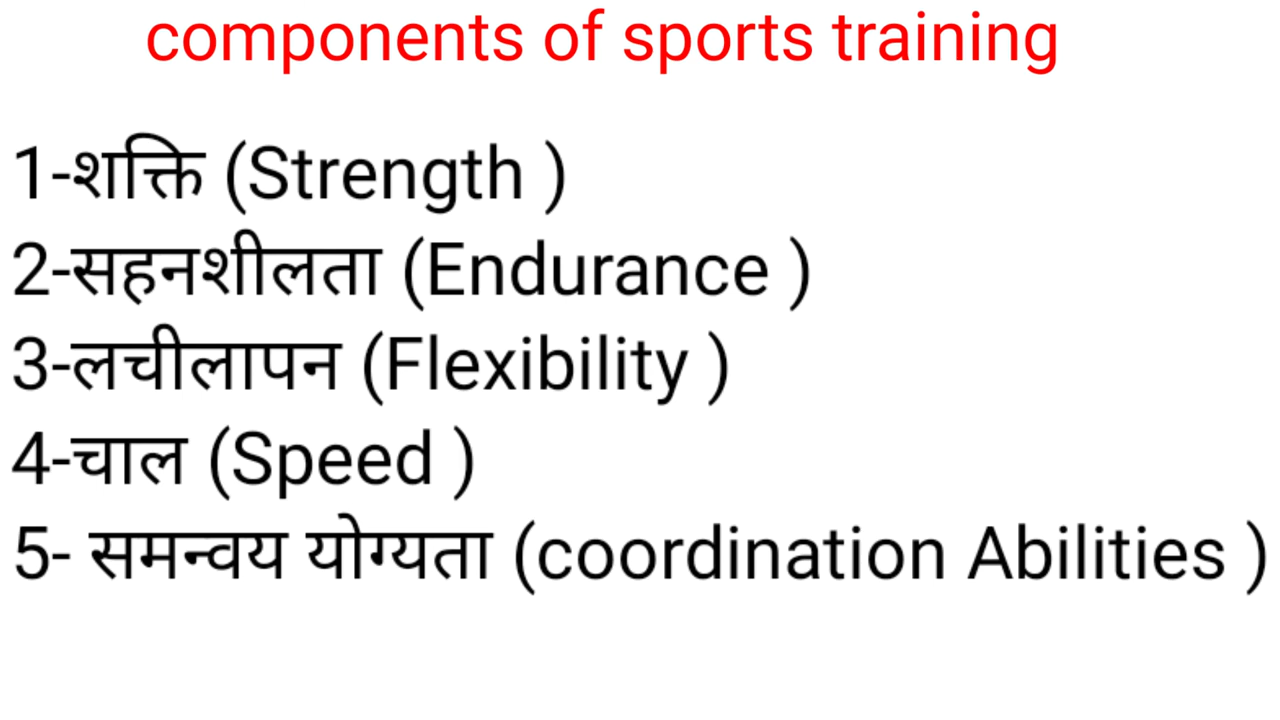 components of sports training
1-शक्ति (Strength )
2-सहनशीलता (Endurance )
3-लचीलापन (Flexibility )
4-चाल (Speed )
5- समन्वय योग्यता (coordination Abilities )